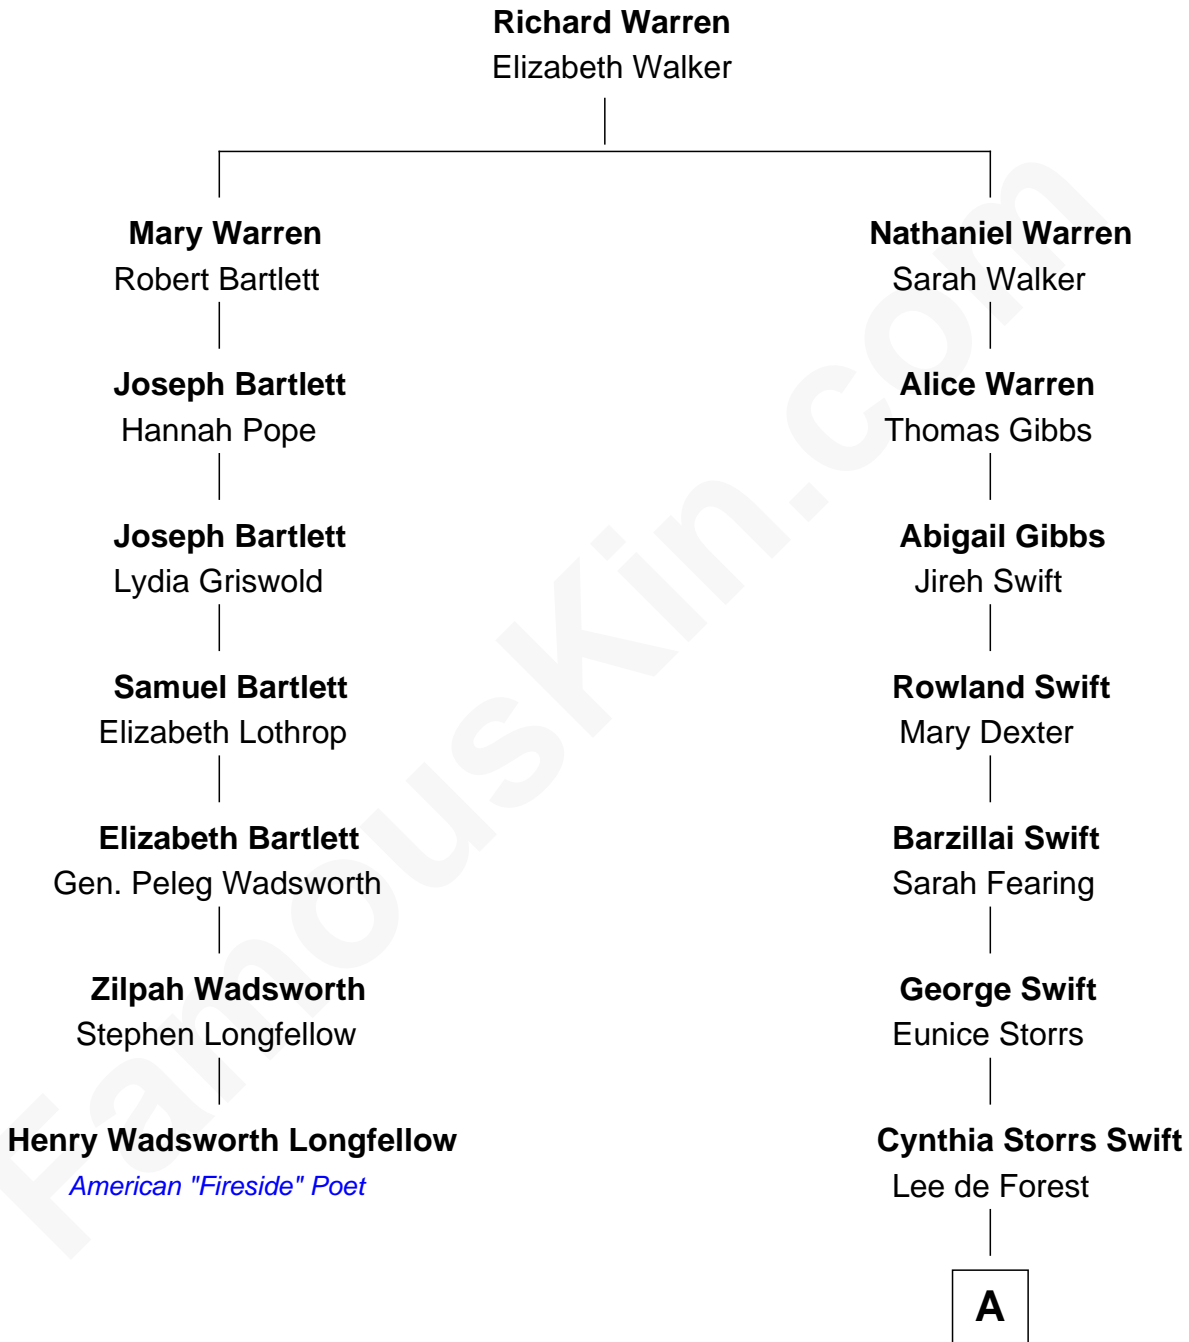 Richard Warren
Elizabeth Walker
Mary Warren
Robert Bartlett
Nathaniel Warren
Sarah Walker
Joseph Bartlett
Hannah Pope
Alice Warren
Thomas Gibbs
Joseph Bartlett
Lydia Griswold
Abigail Gibbs
Jireh Swift
Samuel Bartlett
Elizabeth Lothrop
Rowland Swift
Mary Dexter
Elizabeth Bartlett
Gen. Peleg Wadsworth
Barzillai Swift
Sarah Fearing
Zilpah Wadsworth
Stephen Longfellow
George Swift
Eunice Storrs
Henry Wadsworth Longfellow
American "Fireside" Poet
Cynthia Storrs Swift
Lee de Forest
A
FamousKin.com